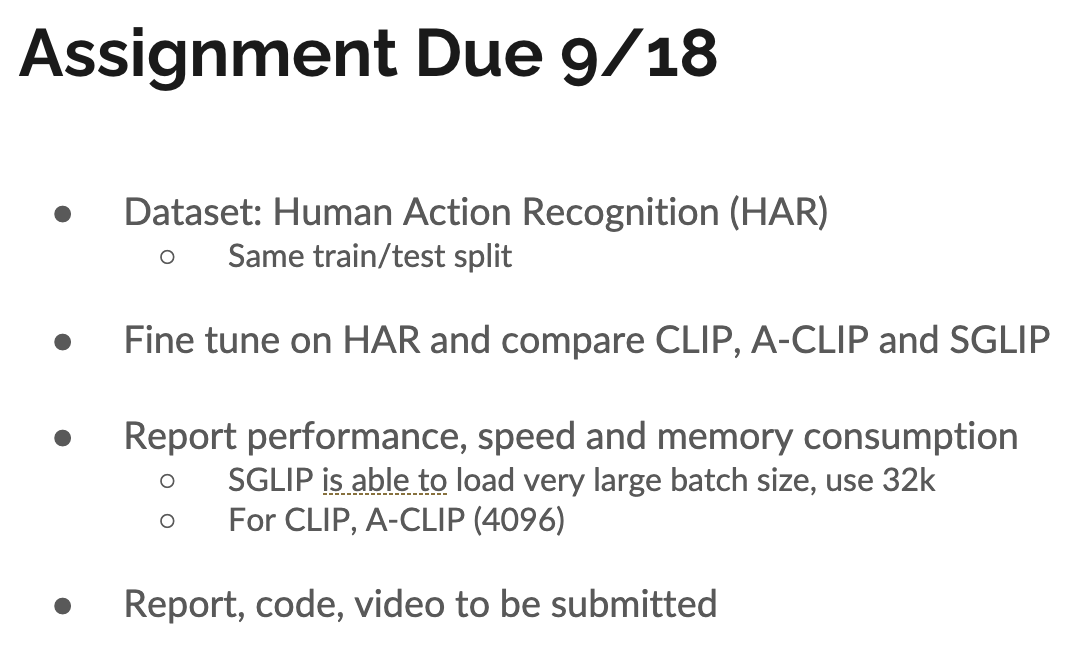 Assignment Due 9/18
● Dataset: Human Action Recognition (HAR)
○ Same train/test split
● Fine tune on HAR and compare CLIP, A-CLIP and SGLIP
● Report performance, speed and memory consumption
○ SGLIP is able to load very large batch size, use 32k
○ For CLIP, A-CLIP (4096)
● Report, code, video to be submitted